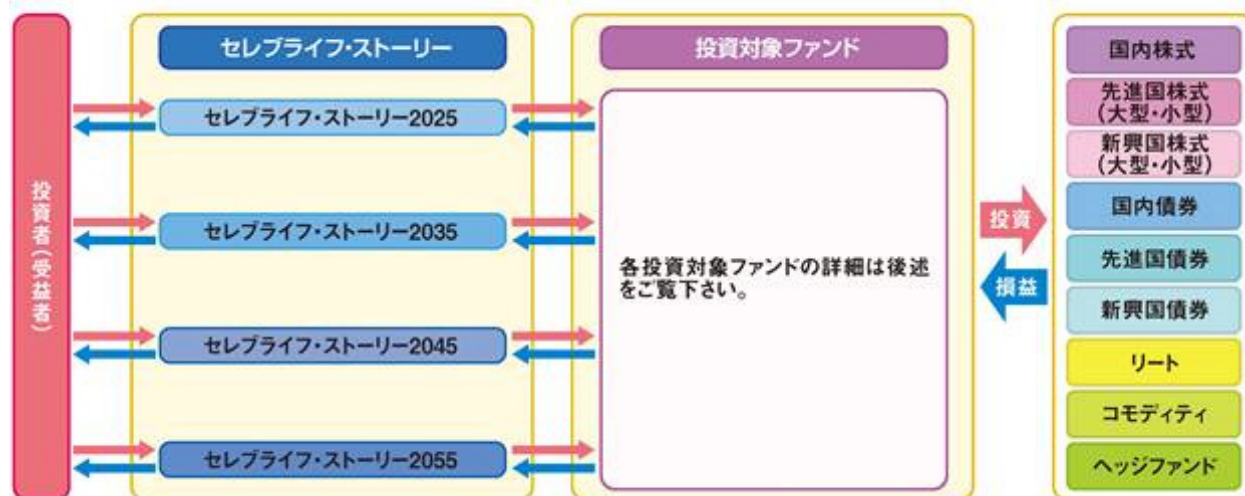 投資者(受益者)
セレブライフ・ストーリー
セレブライフ・ストーリー2025
セレブライフ・ストーリー2035
セレブライフ・ストーリー2045
セレブライフ・ストーリー2055
投資対象ファンド
各投資対象ファンドの詳細は後述
をご覧下さい。
投資
損益
国内株式
先進国株式
(大型・小型)
新興国株式
(大型・小型)
国内債券
先進国債券
新興国債券
リート
コモディティ
ヘッジファンド